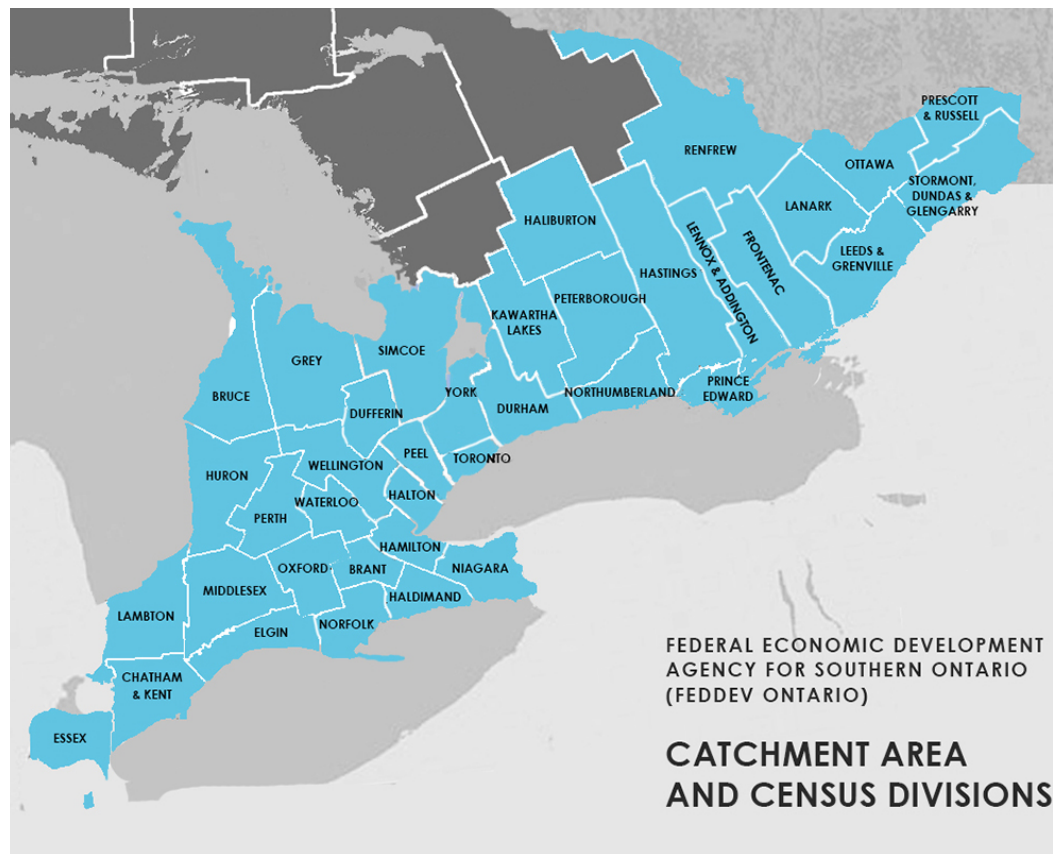 PRESCOTT
& RUSSELL
RENFREW
OTTAWA
STORMONT,
DUNDAS &
GLENGARRY
LANARK
HALIBURTON
LENNOX & ADDINGTON
FRONTENAC
LEEDS &
GRENVILLE
HASTINGS
PETERBOROUGH
KAWARTHA
LAKES
SIMCOE
GREY
BRUCE
DUFFERIN
YORK
DURHAM
NORTHUMBERLAND
PRINCE
EDWARD
PEEL
TORONTO
WELLINGTON
HURON
HALTON
WATERLOO
PERTH
HAMILTON
OXFORD
BRANT
NIAGARA
MIDDLESEX
HALDIMAND
LAMBTON
NORFOLK
ELGIN
CHATHAM
& KENT
ESSEX
FEDERAL ECONOMIC DEVELOPMENT
AGENCY FOR SOUTHERN ONTARIO
(FEDDEV ONTARIO)
CATCHMENT AREA
AND CENSUS DIVISIONS